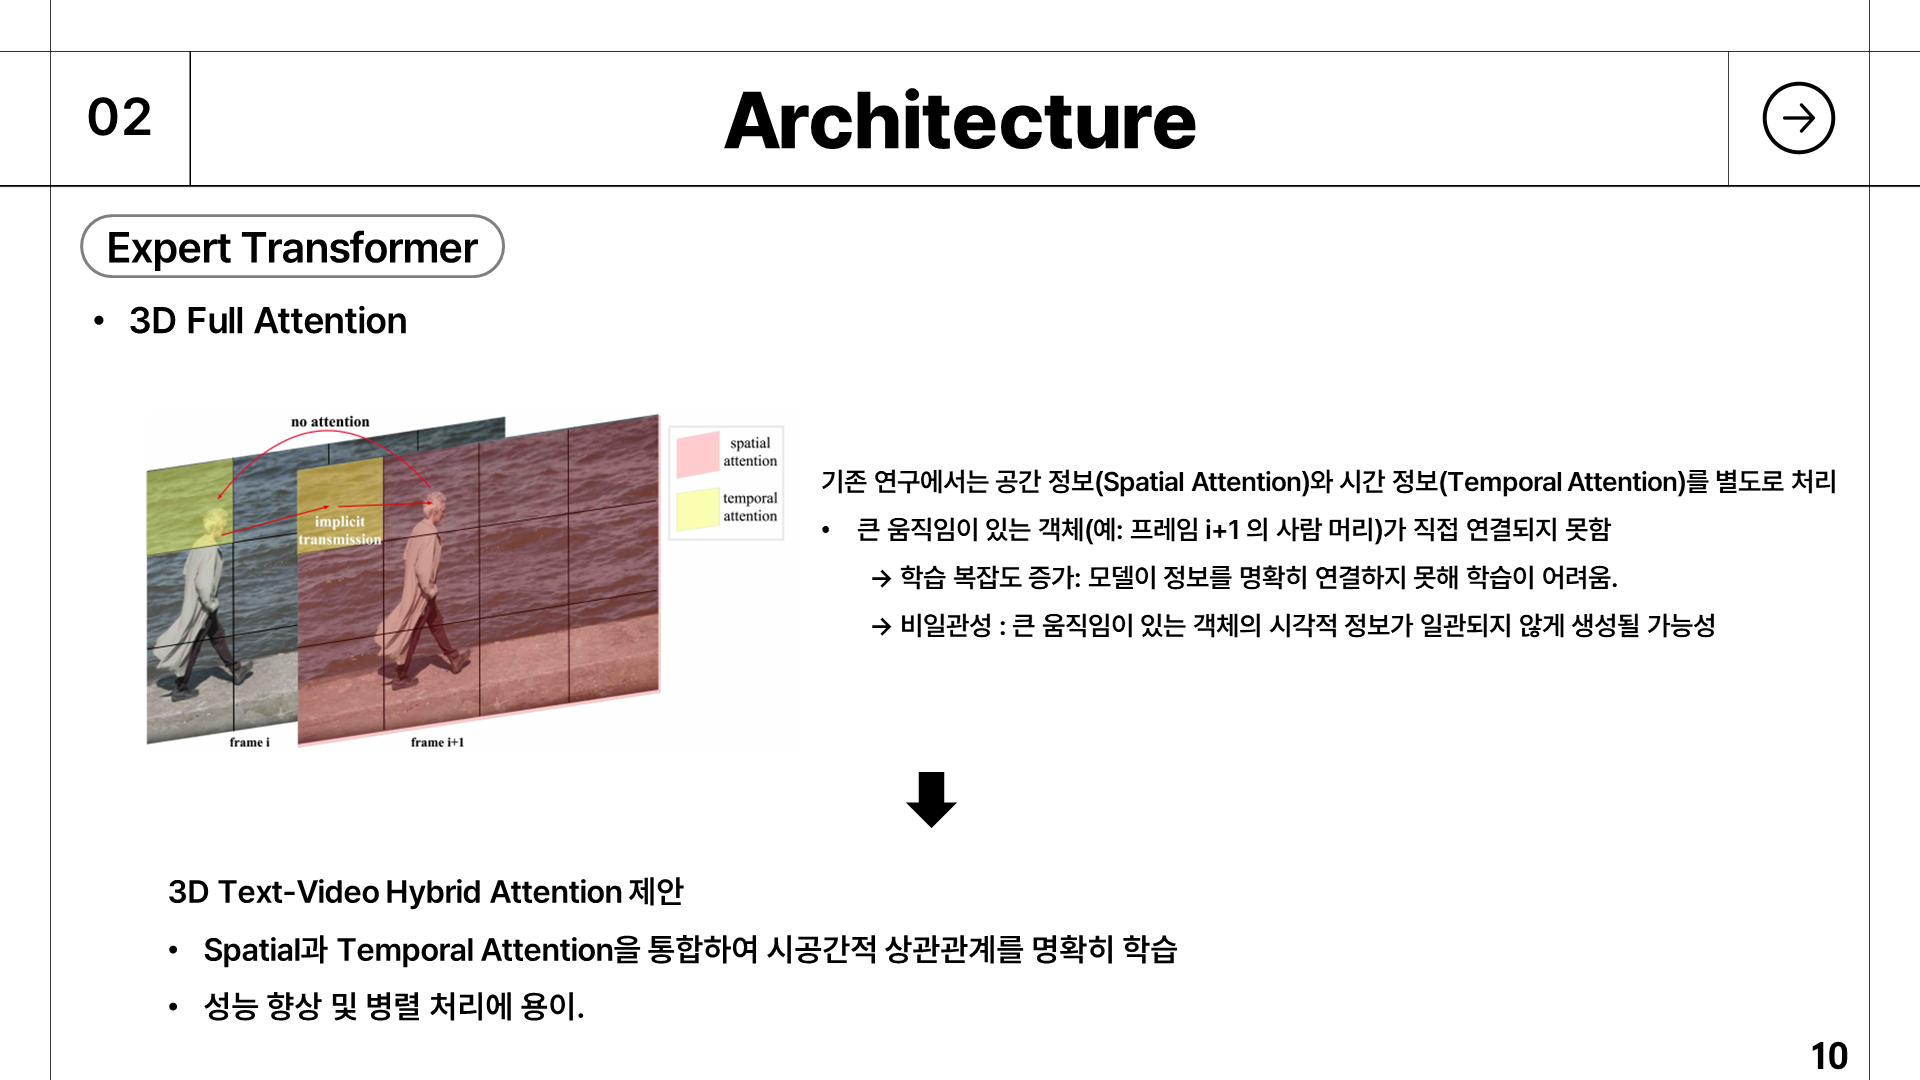 02
Architecture
Expert Transformer
• 3D Full Attention
no attention
implicit
transmission
frame i
frame i+1
spatial
attention
temporal
attention
기존 연구에서는 공간 정보(Spatial Attention)와 시간 정보(Temporal Attention)를 별도로 처리
• 큰 움직임이 있는 객체(예: 프레임 i+1 의 사람 머리)가 직접 연결되지 못함
→ 학습 복잡도 증가: 모델이 정보를 명확히 연결하지 못해 학습이 어려움.
→ 비일관성 : 큰 움직임이 있는 객체의 시각적 정보가 일관되지 않게 생성될 가능성
3D Text-Video Hybrid Attention 제안
• Spatial과 Temporal Attention을 통합하여 시공간적 상관관계를 명확히 학습
• 성능 향상 및 병렬 처리에 용이.
10